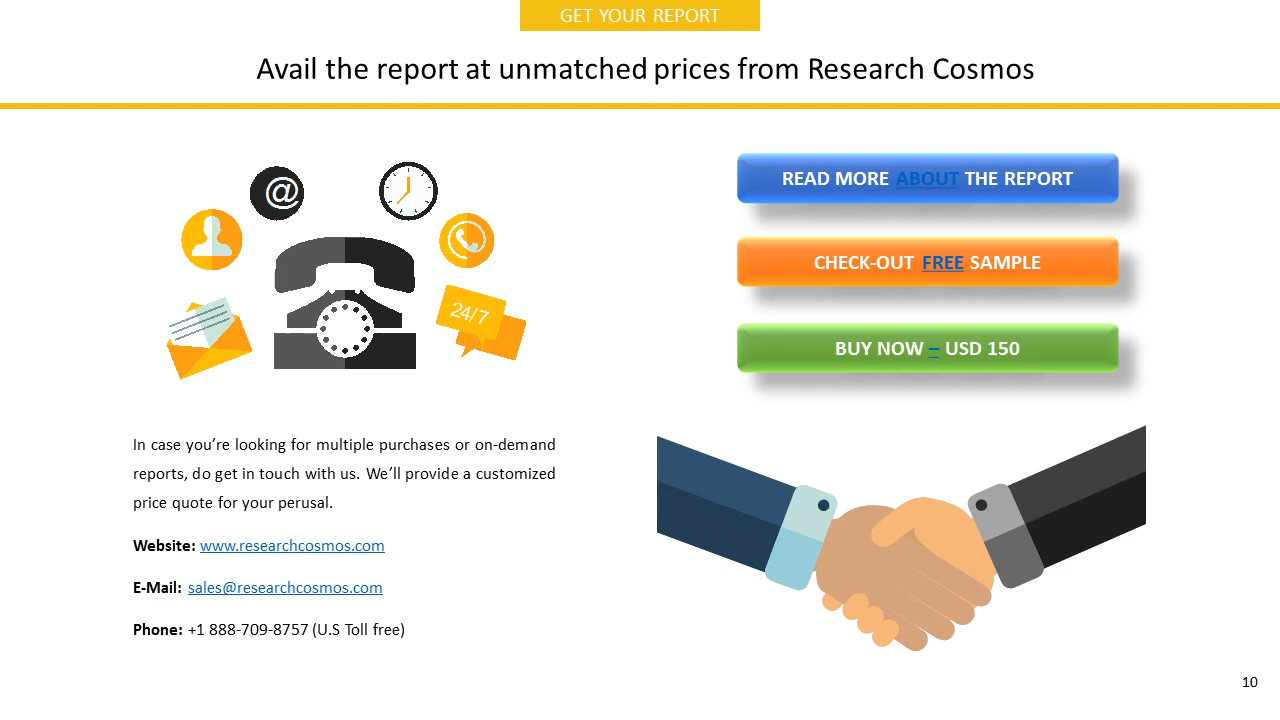 GET YOUR REPORT
Avail the report at unmatched prices from Research Cosmos
@
24/7
READ MORE ABOUT THE REPORT
CHECK-OUT FREE SAMPLE
BUY NOW – USD 150
In case you’re looking for multiple purchases or on-demand
reports, do get in touch with us. We’ll provide a customized
price quote for your perusal.
Website: www.researchcosmos.com
E-Mail: sales@researchcosmos.com
Phone: +1 888-709-8757 (U.S Toll free)
10